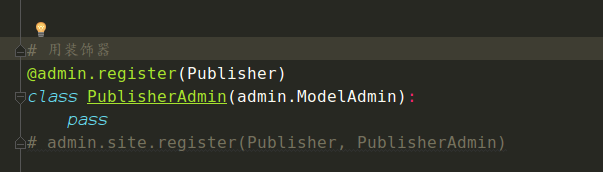 # 用装饰器
@admin.register(Publisher)
class PublisherAdmin(admin.ModelAdmin):
    pass
# admin.site.register(Publisher, PublisherAdmin)